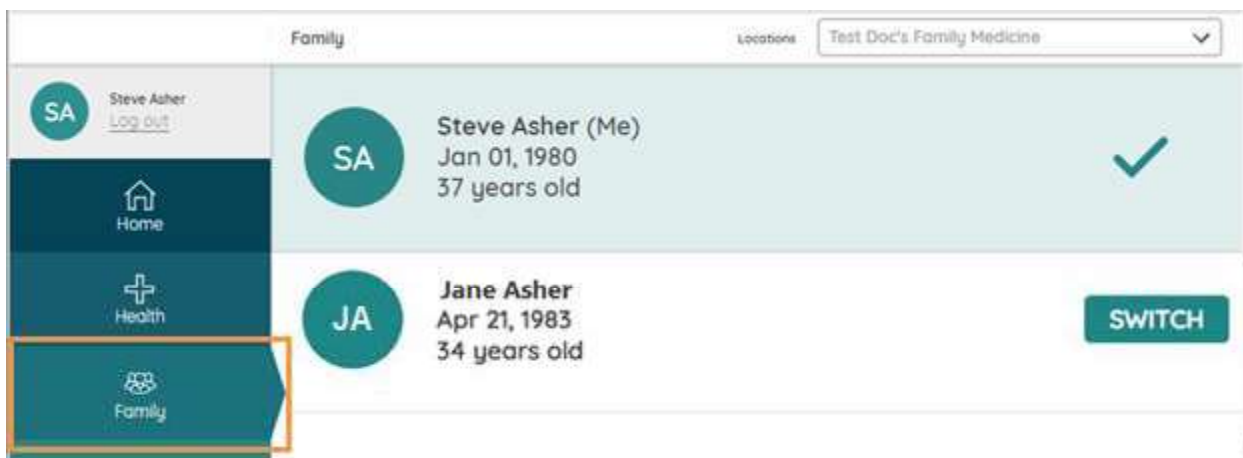 Family
Locations
Test Doc's Family Medicine
SA
Steve Asher
Log out
Home
Health
Family
SA
Steve Asher (Me)
Jan 01, 1980
37 years old
JA
Jane Asher
Apr 21, 1983
34 years old
SWITCH